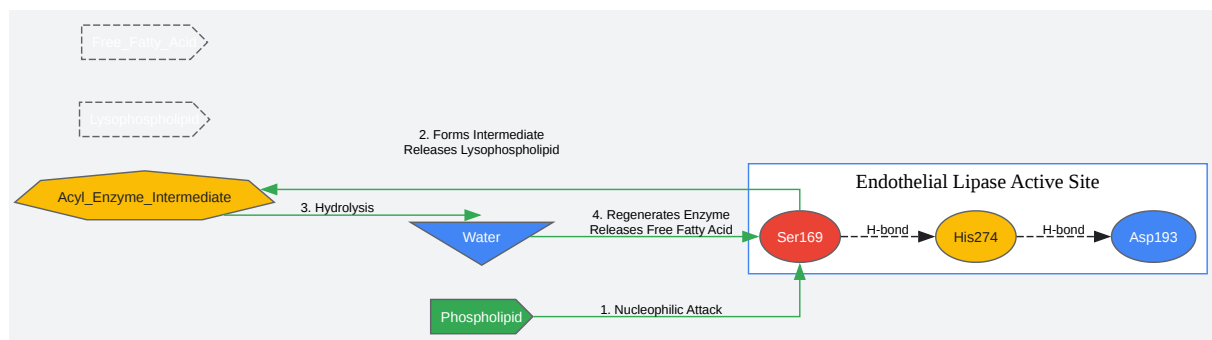 Free_Fatty_Acid
Lysophospholipid
2. Forms Intermediate
Releases Lysophospholipid
Endothelial Lipase Active Site
Acyl_Enzyme_Intermediate
3. Hydrolysis
Water
4. Regenerates Enzyme
Releases Free Fatty Acid
Ser169
H-bond
His274
H-bond
Asp193
Phospholipid
1. Nucleophilic Attack